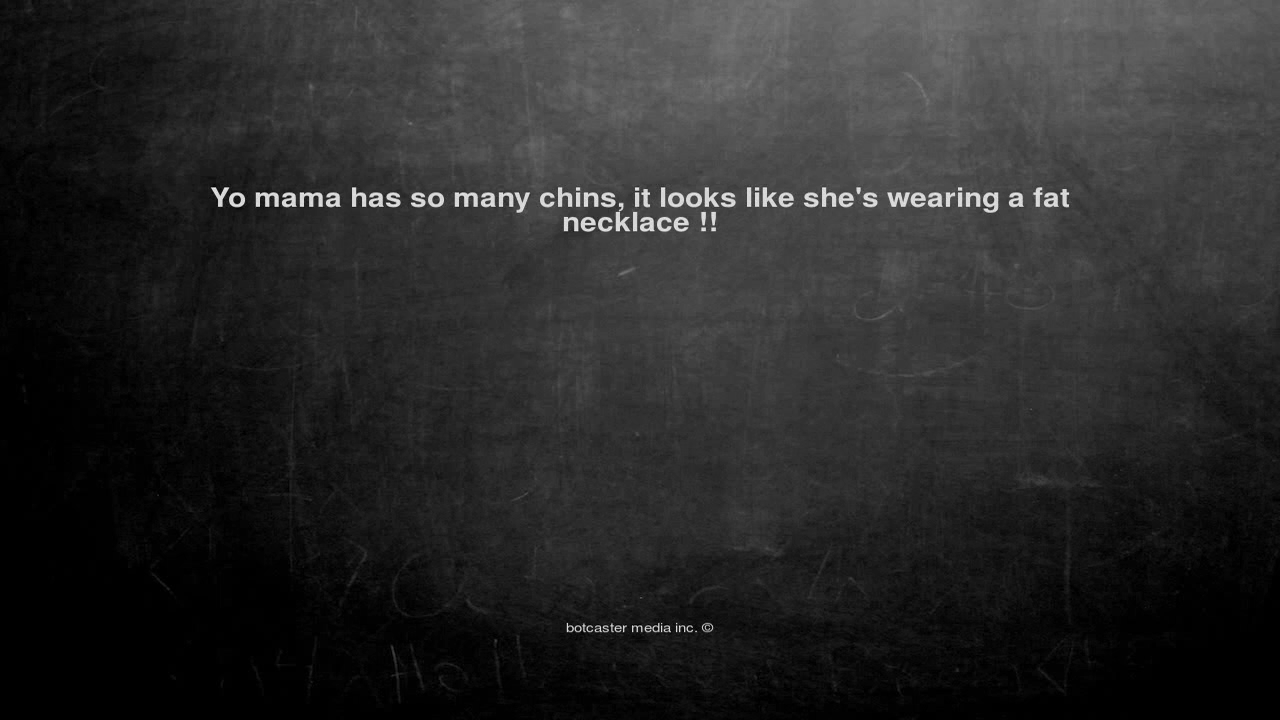 Yo mama has so many chins, it looks like she's wearing a fat
necklace !!
botcaster media inc. ©